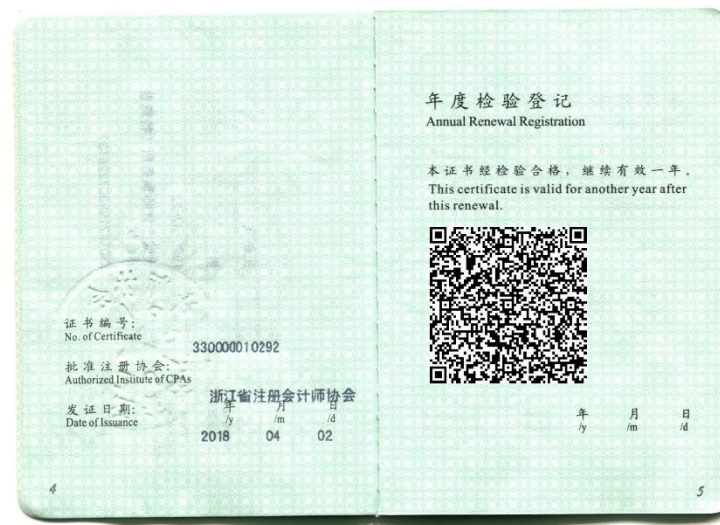 证书编号:
No. of Certificate
330000010292
批准注册协会:
Authorized Institute of CPAs
浙江省注册会计师协会
发证日期:
Date of Issuance
年 月 日
/y /m /d
2018 04 02
4
年度检验登记
Annual Renewal Registration
本证书经检验合格，继续有效一年。
This certificate is valid for another year after
this renewal.
年 月 日
/y /m /d
5